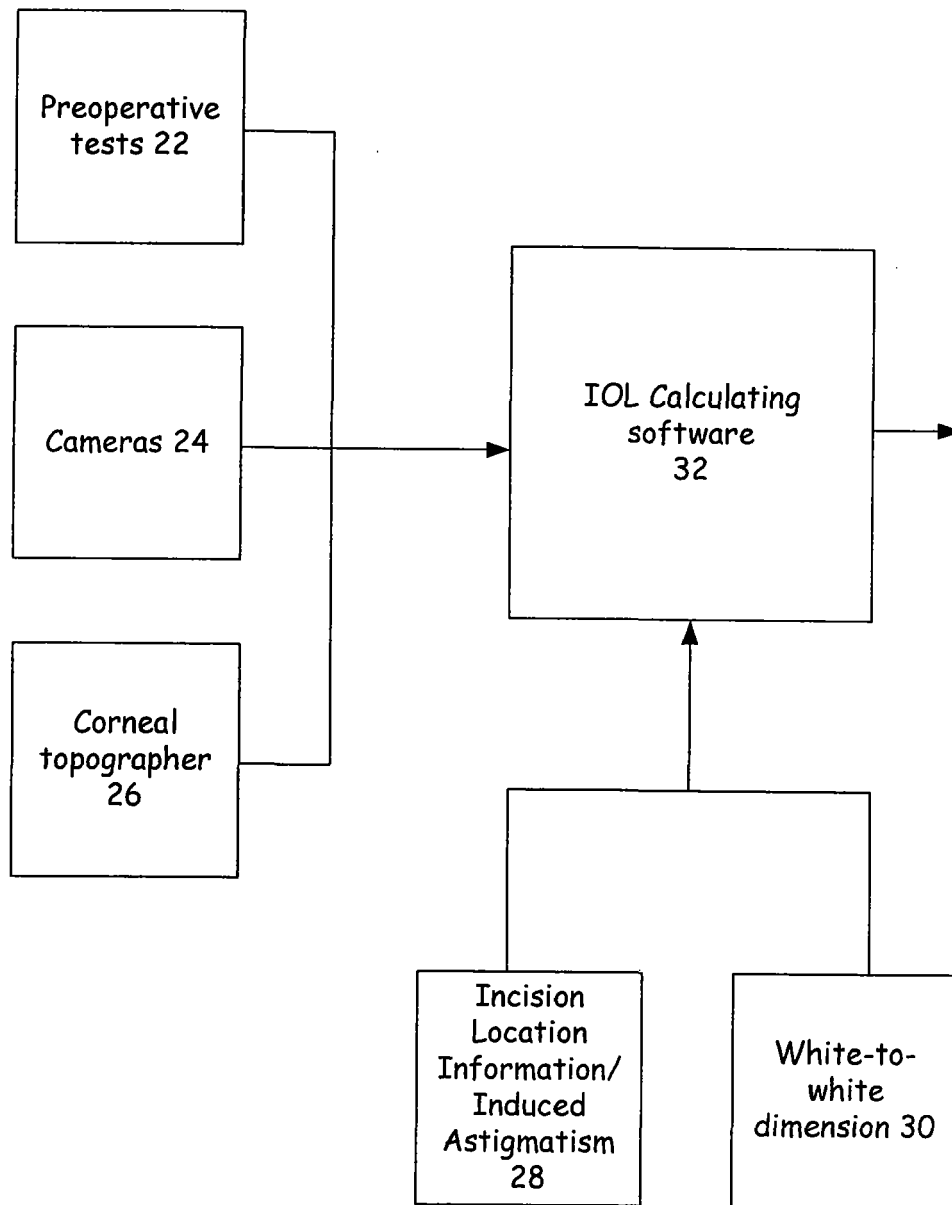 Preoperative
tests 22
Cameras 24
IOL Calculating
software
32
Corneal
topographer
26
Incision
Location
Information/
Induced
Astigmatism
28
White-to-
white
dimension 30